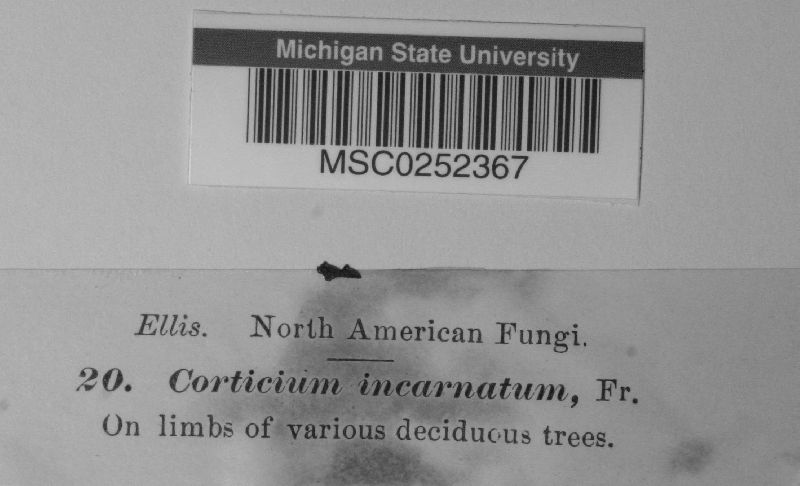 Michigan State University
MSC0252367
Ellis. North American Fungi.
20. Corticium incarnatum, Fr.
On limbs of various deciduous trees.